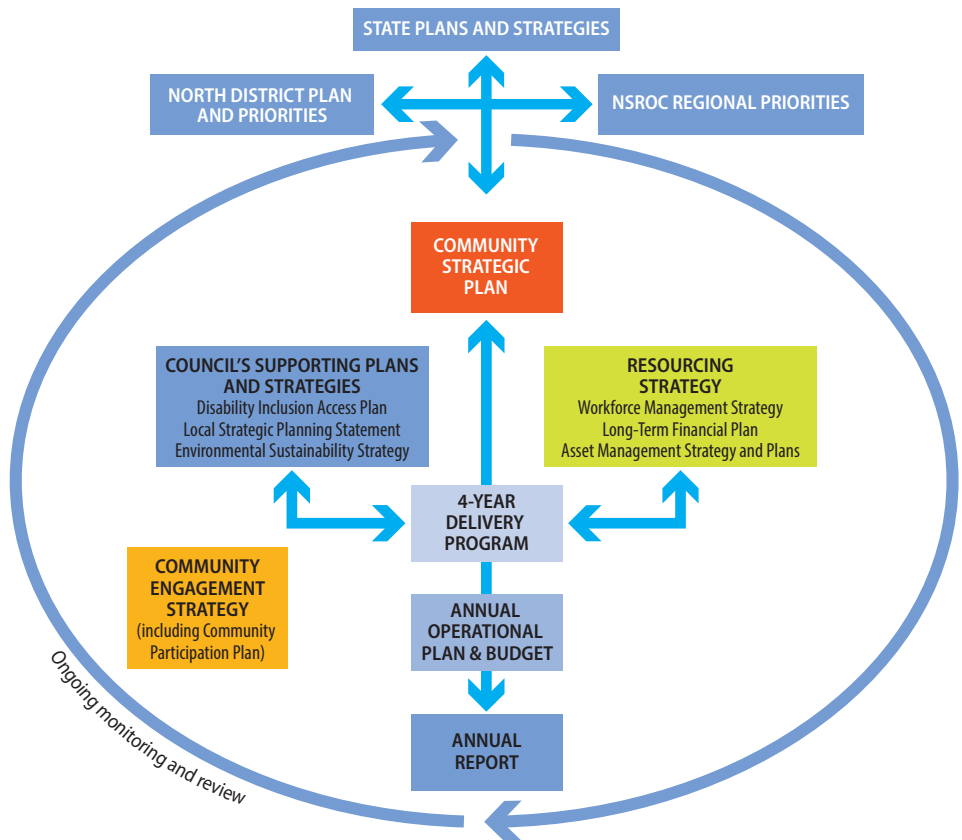 STATE PLANS AND STRATEGIES
NORTH DISTRICT PLAN
AND PRIORITIES
NSROC REGIONAL PRIORITIES
COMMUNITY
STRATEGIC
PLAN
COUNCIL'S SUPPORTING PLANS
AND STRATEGIES
Disability Inclusion Access Plan
Local Strategic Planning Statement
Environmental Sustainability Strategy
RESOURCING
STRATEGY
Workforce Management Strategy
Long-Term Financial Plan
Asset Management Strategy and Plans
4-YEAR
DELIVERY
PROGRAM
COMMUNITY
ENGAGEMENT
STRATEGY
(including Community
Participation Plan)
ANNUAL
OPERATIONAL
PLAN & BUDGET
ANNUAL
REPORT
Ongoing monitoring and review